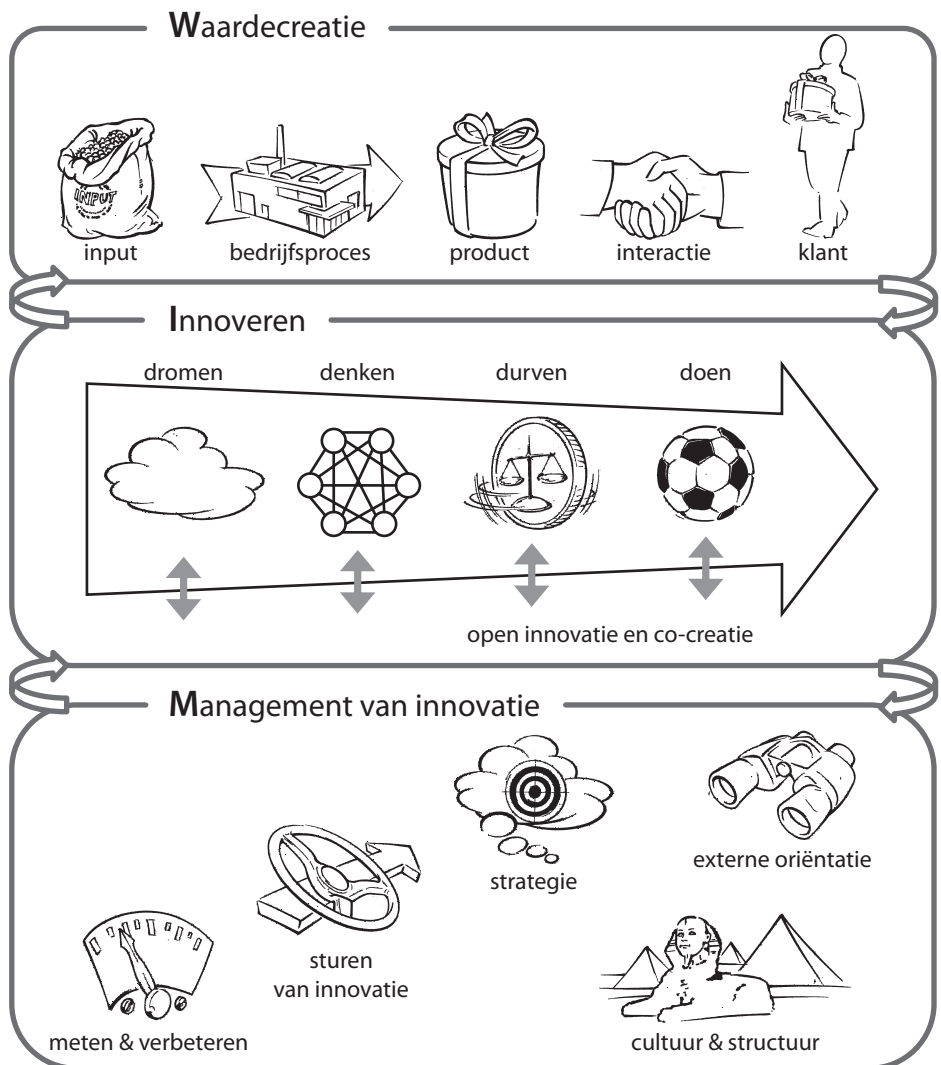 Waardecreatie
INPUT
input
bedrijfsproces
product
interactie
klant
Innoveren
dromen
denken
durven
doen
open innovatie en co-creatie
Management van innovatie
strategie
externe oriëntatie
sturen
van innovatie
meten & verbeteren
cultuur & structuur